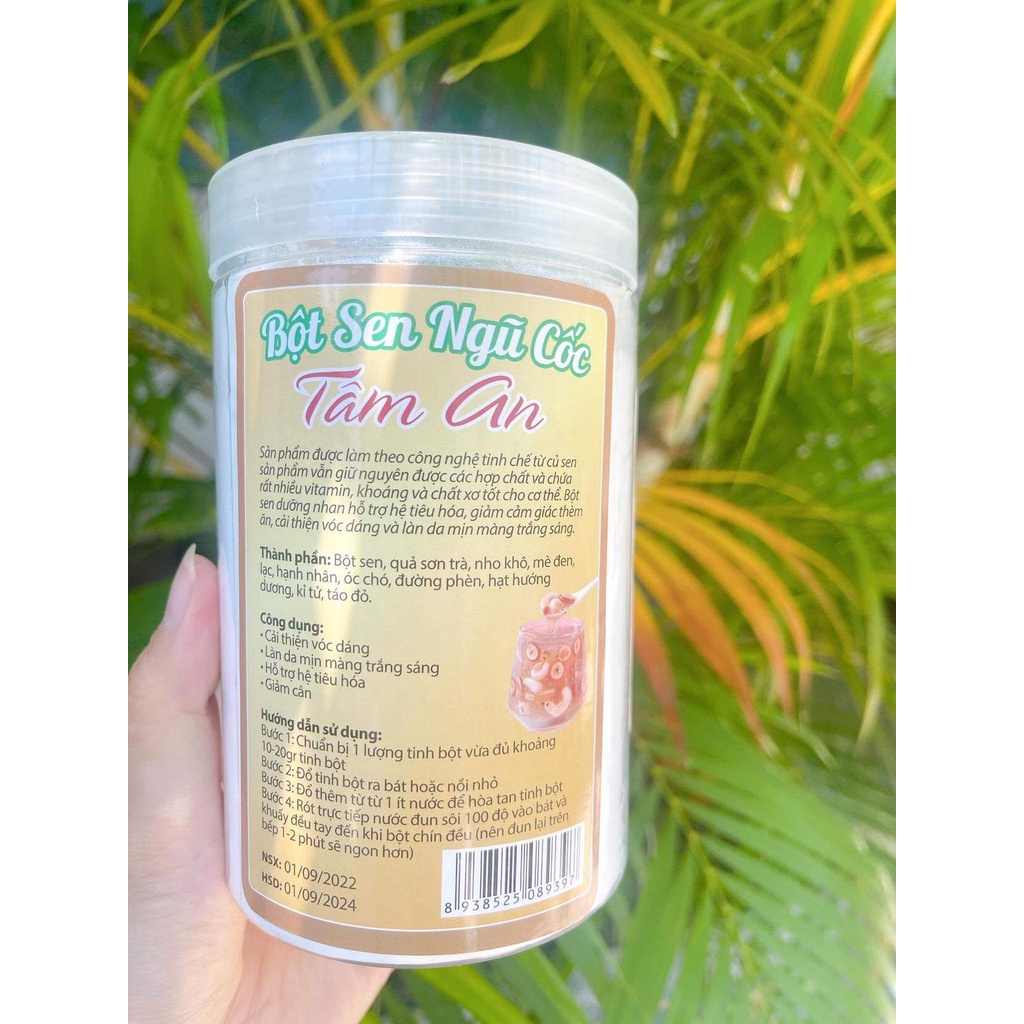 Bột Sen Ngũ Cốc
Tâm An
Sản phẩm được làm theo công nghệ tinh chế từ củ sen
sản phẩm vẫn giữ nguyên được các hợp chất và chứa
rất nhiều vitamin, khoáng và chất xơ tốt cho cơ thể. Bột
sen dưỡng nhan hỗ trợ hệ tiêu hóa, giảm cảm giác thèm
ăn, cải thiện vóc dáng và làn da mịn màng trắng sáng.
Thành phần: Bột sen, quả sơn trà, nho khô, mè đen,
lạc, hạnh nhân, óc chó, đường phèn, hạt hướng
dương, kỉ tử, táo đỏ.
Công dụng:
• Cải thiện vóc dáng
• Làn da mịn màng trắng sáng
• Hỗ trợ hệ tiêu hóa
• Giảm cân
Hướng dẫn sử dụng:
Bước 1: Chuẩn bị 1 lượng tinh bột vừa đủ khoảng
10-20gr tinh bột
Bước 2: Đổ tinh bột ra bát hoặc nồi nhỏ
Bước 3: Đổ thêm từ từ 1 ít nước để hòa tan tinh bột
Bước 4: Rót trực tiếp nước đun sôi 100 độ vào bát và
khuấy đều tay đến khi bột chín đều (nên đun lại trên
bếp 1-2 phút sẽ ngon hơn)
NSX: 01/09/2022
HSD: 01/09/2024
8 938525 089397